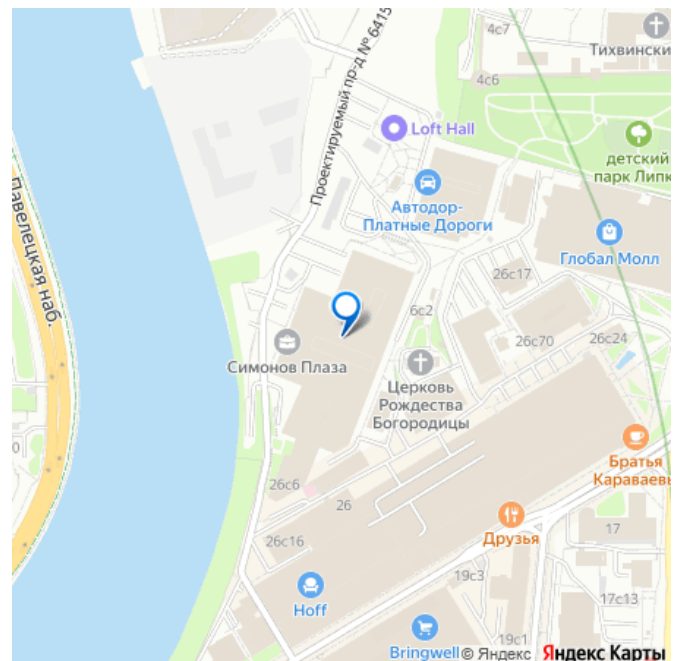 4с7
Тихвински
4с6
Проектируемый пр-д № 6415
Loft Hall
детский
парк Липк
Автодор-
Платные Дороги
Павелецкая наб.
Глобал Молл
26с17
6с2
26с70
26с24
Симонов Плаза
Церковь
Рождества
Богородицы
0
Братья
Караваевы
26с6
26
Друзья
17
26с16
19с3
Hoff
17с13
19с1
Bringwell
© Яндекс
Яндекс Карты